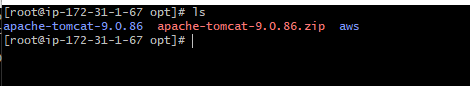 [root@ip-172-31-1-67 opt]# ls
apache-tomcat-9.0.86  apache-tomcat-9.0.86.zip  aws
[root@ip-172-31-1-67 opt]#